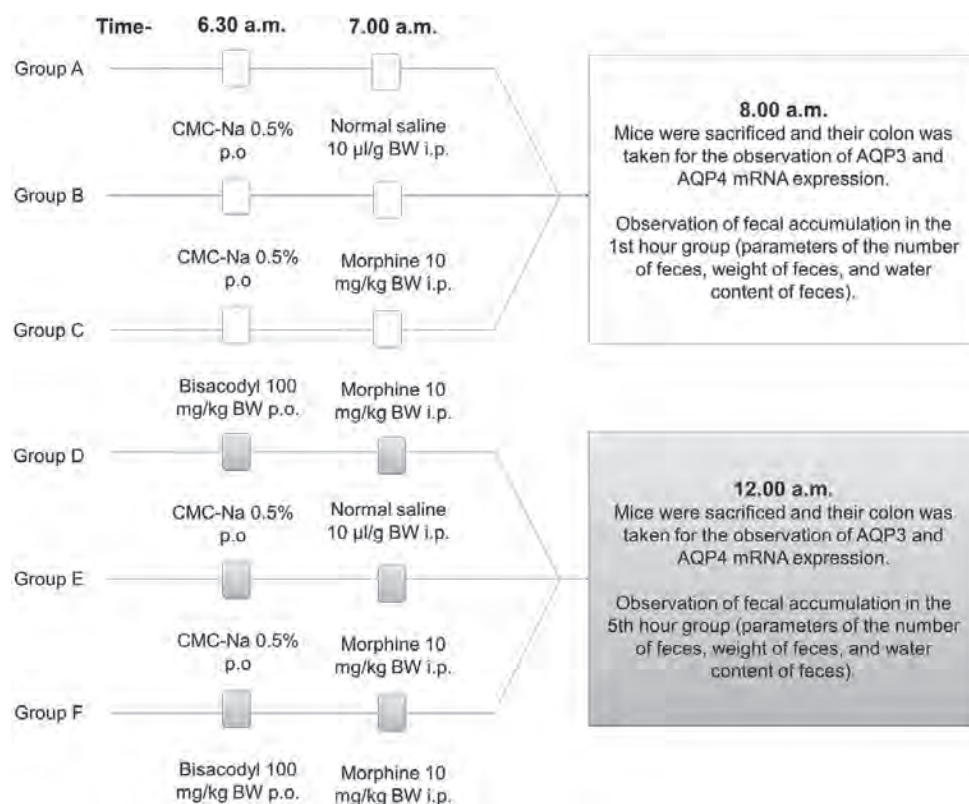 Time- 6.30 a.m. 7.00 a.m.
Group A
CMC-Na 0.5%
p.o
Normal saline
10 µl/g BW i.p.
Group B
CMC-Na 0.5%
p.o
Morphine 10
mg/kg BW i.p.
Group C
Bisacodyl 100
mg/kg BW p.o.
Morphine 10
mg/kg BW i.p.
8.00 a.m.
Mice were sacrificed and their colon was
taken for the observation of AQP3 and
AQP4 mRNA expression.
Observation of fecal accumulation in the
1st hour group (parameters of the number
of feces, weight of feces, and water
content of feces).
Group D
CMC-Na 0.5%
p.o
Normal saline
10 µl/g BW i.p.
Group E
CMC-Na 0.5%
p.o
Morphine 10
mg/kg BW i.p.
Group F
Bisacodyl 100
mg/kg BW p.o.
Morphine 10
mg/kg BW i.p.
12.00 a.m.
Mice were sacrificed and their colon was
taken for the observation of AQP3 and
AQP4 mRNA expression.
Observation of fecal accumulation in the
5th hour group (parameters of the number
of feces, weight of feces, and water
content of feces).